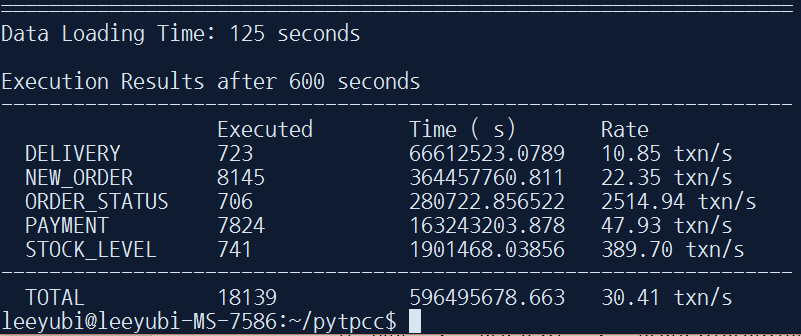 Data Loading Time: 125 seconds
Execution Results after 600 seconds
Executed Time ( s) Rate
DELIVERY 723 66612523.0789 10.85 txn/s
NEW_ORDER 8145 364457760.811 22.35 txn/s
ORDER_STATUS 706 280722.856522 2514.94 txn/s
PAYMENT 7824 163243203.878 47.93 txn/s
STOCK_LEVEL 741 1901468.03856 389.70 txn/s
TOTAL 18139 596495678.663 30.41 txn/s
leeyubi@leeyubi-MS-7586:~/pytpcc$